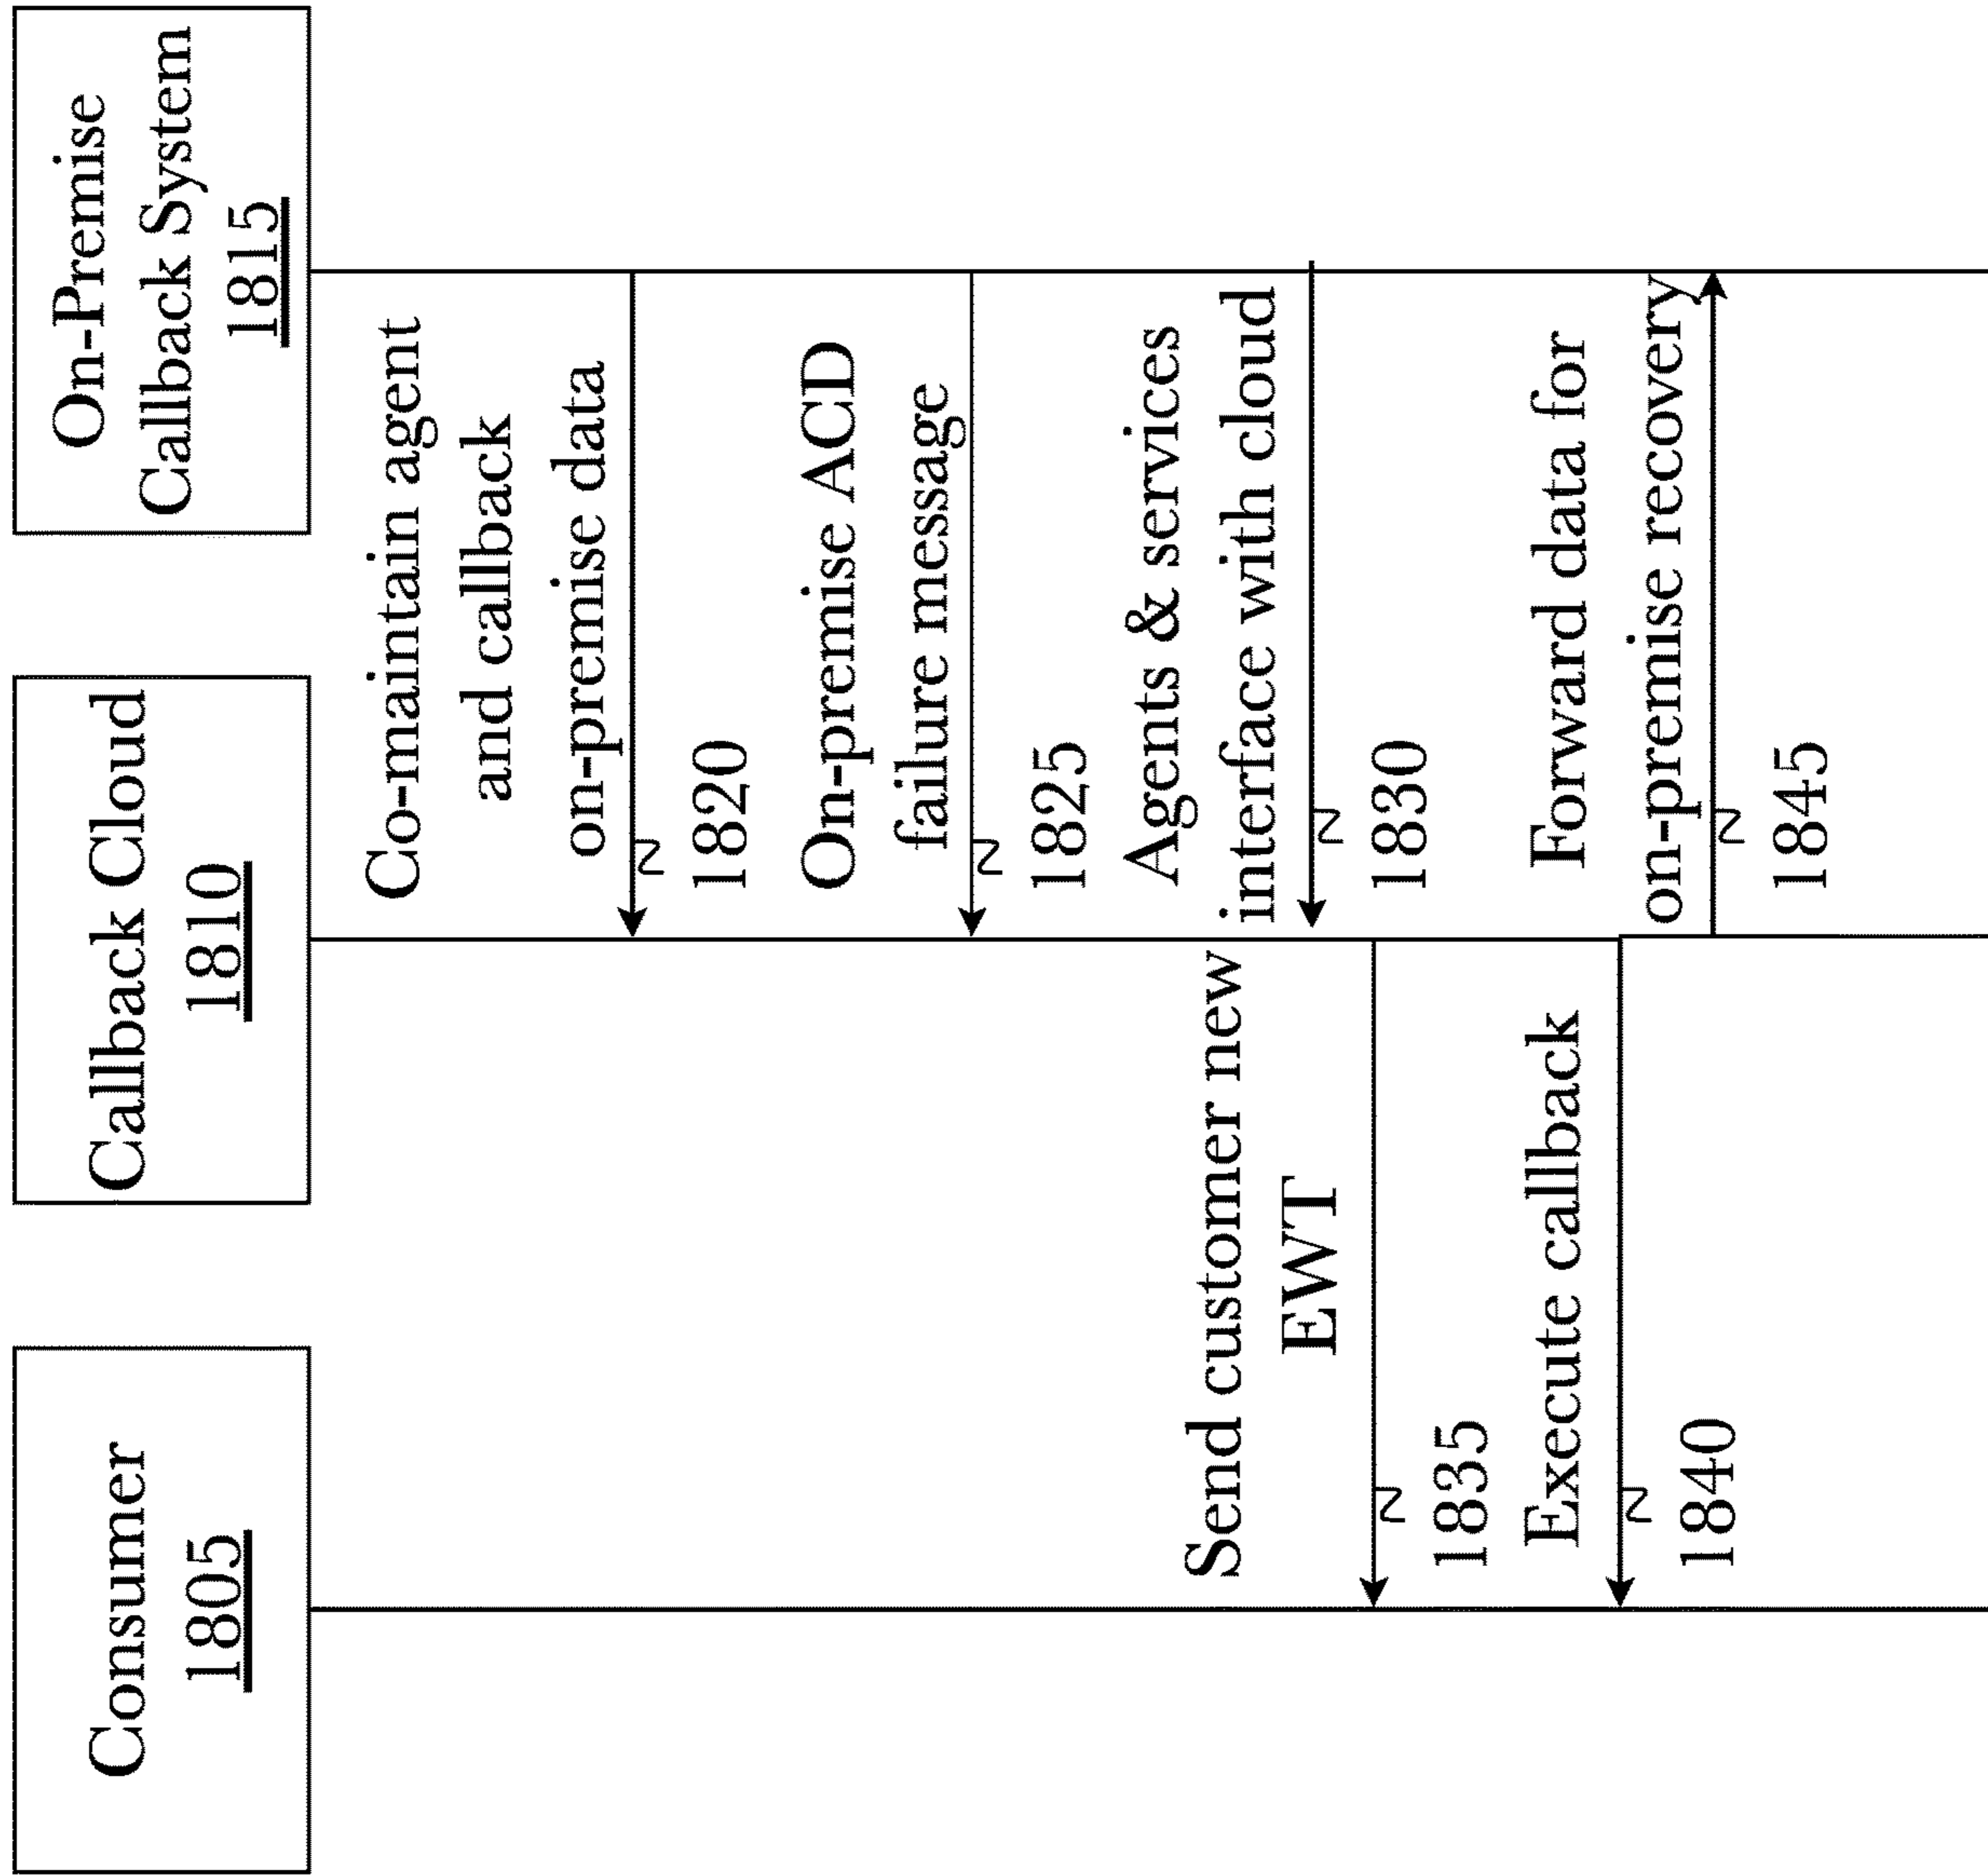 Consumer
1805
Callback Cloud
1810
On-Premise
Callback System
1815
Co-maintain agent
and callback
on-premise data
1820
On-premise ACD
failure message
1825
Agents & services
interface with cloud
1830
Send customer new
EWT
1835
Execute callback
1840
Forward data for
on-premise recovery
1845